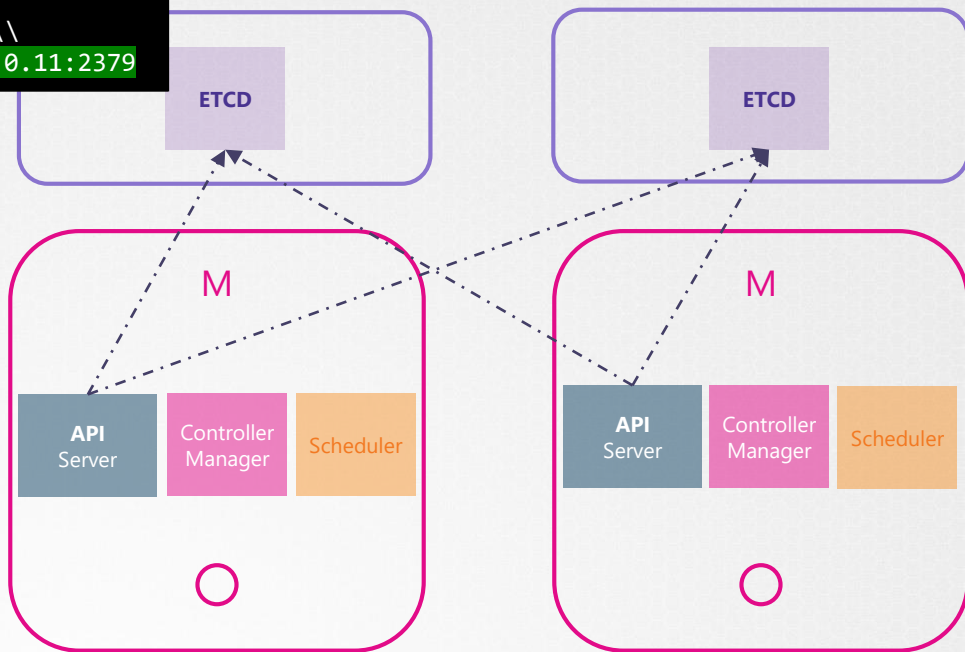 \\
0.11:2379
ETCD
ETCD
M
M
API
Server
Controller
Manager
Scheduler
API
Server
Controller
Manager
Scheduler